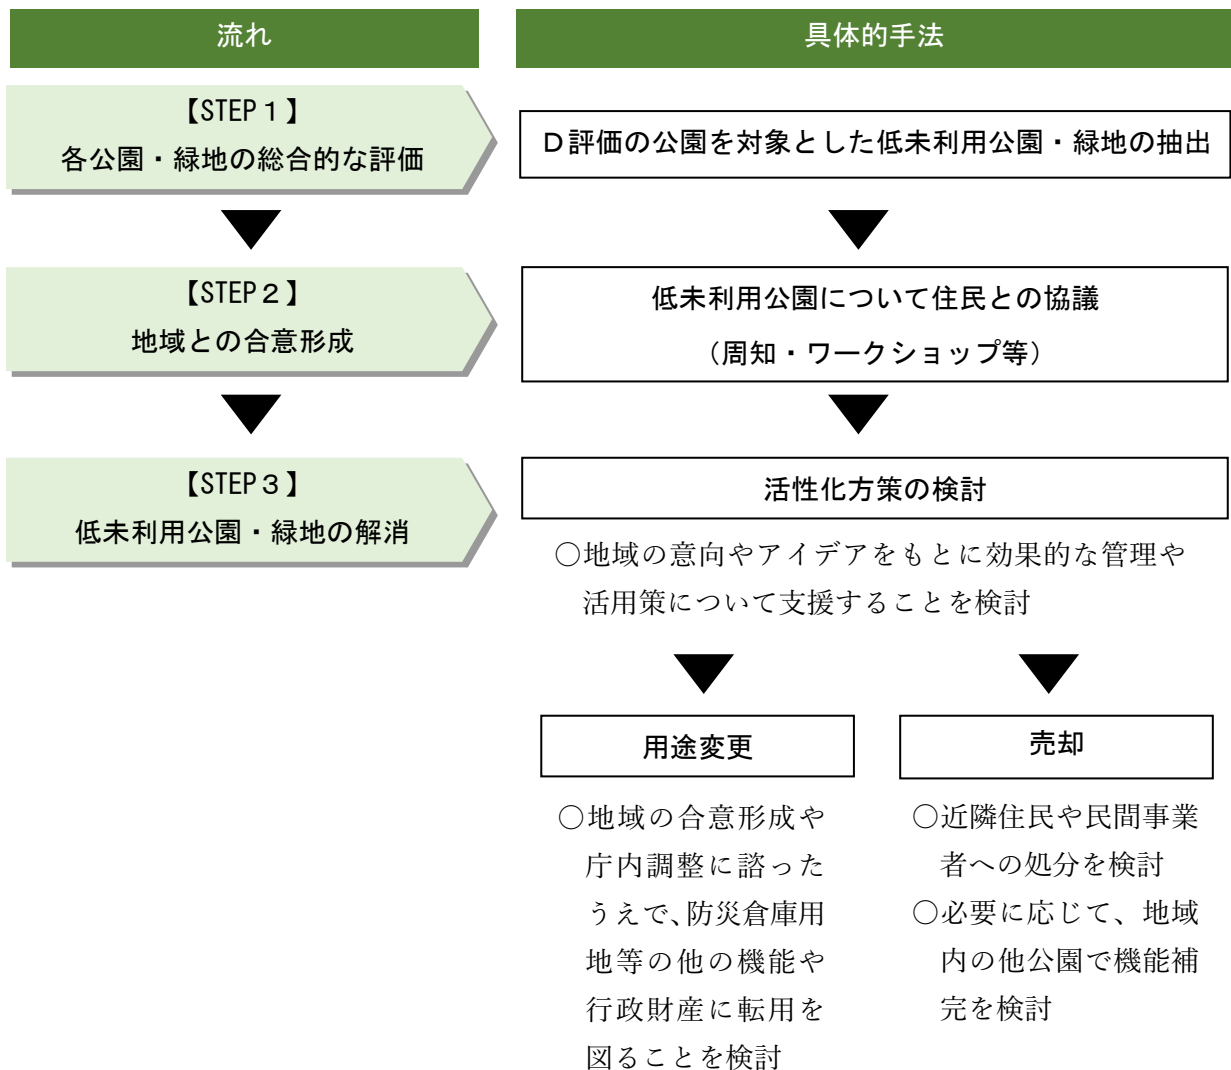 流れ
具体的手法
【STEP１】
各公園・緑地の総合的な評価
Ｄ評価の公園を対象とした低未利用公園・緑地の抽出
【STEP２】
地域との合意形成
低未利用公園について住民との協議
（周知・ワークショップ等）
【STEP３】
低未利用公園・緑地の解消
活性化方策の検討
〇地域の意向やアイデアをもとに効果的な管理や
活用策について支援することを検討
用途変更
〇地域の合意形成や
庁内調整に諮った
うえで、防災倉庫用
地等の他の機能や
行政財産に転用を
図ることを検討
売却
〇近隣住民や民間事業
者への処分を検討
〇必要に応じて、地域
内の他公園で機能補
完を検討